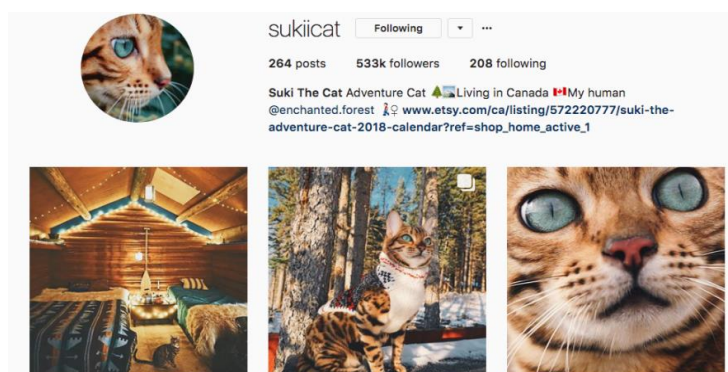 sukiicat Following
264 posts 533k followers 208 following
Suki The Cat Adventure Cat 🌲🏞Living in Canada 🇨🇦My human
@enchanted.forest 🚶♀ www.etsy.com/ca/listing/572220777/suki-the-
adventure-cat-2018-calendar?ref=shop_home_active_1